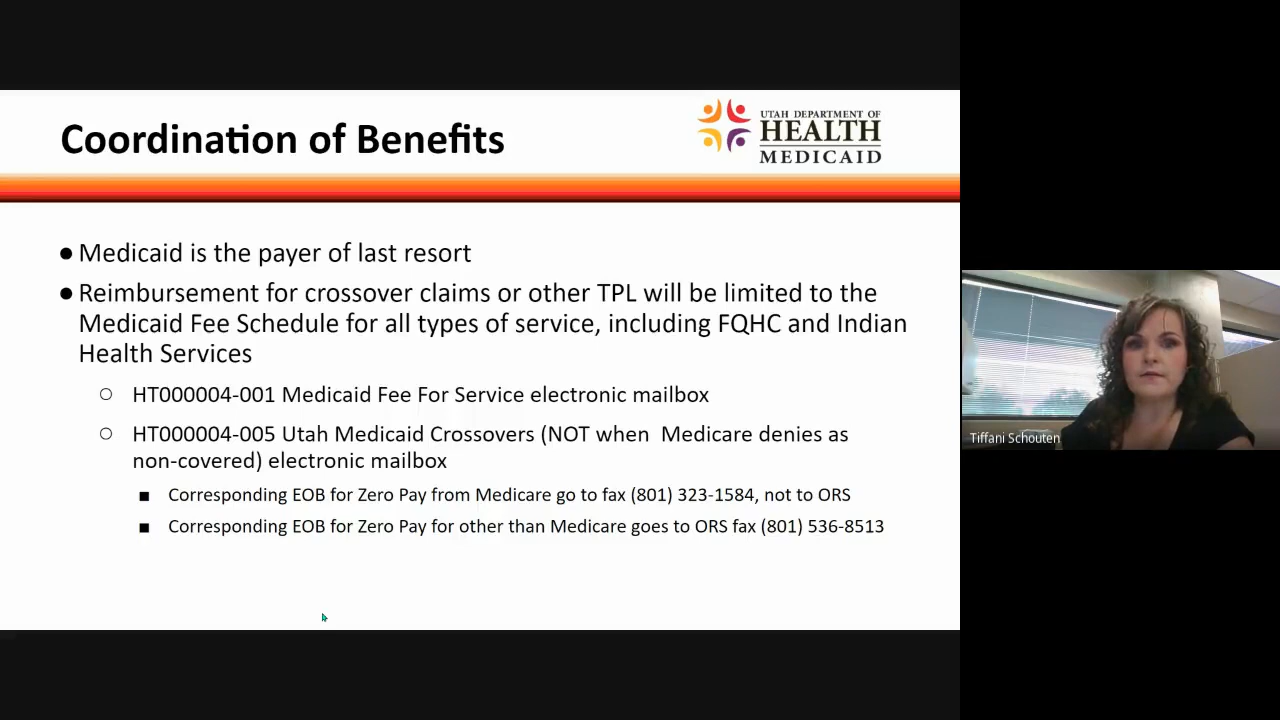 Coordination of Benefits
UTAH DEPARTMENT OF
HEALTH
MEDICAID
● Medicaid is the payer of last resort
● Reimbursement for crossover claims or other TPL will be limited to the
Medicaid Fee Schedule for all types of service, including FQHC and Indian
Health Services
○ HT000004-001 Medicaid Fee For Service electronic mailbox
○ HT000004-005 Utah Medicaid Crossovers (NOT when  Medicare denies as
non-covered) electronic mailbox
■ Corresponding EOB for Zero Pay from Medicare go to fax (801) 323-1584, not to ORS
■ Corresponding EOB for Zero Pay for other than Medicare goes to ORS fax (801) 536-8513
Tiffani Schouten